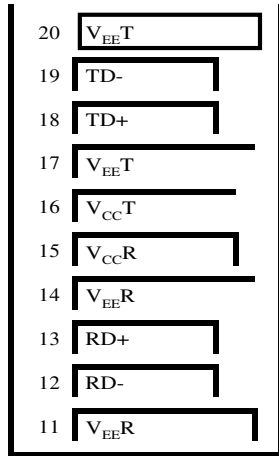 20 VEET
19 TD-
18 TD+
17 VEET
16 VCCT
15 VCCR
14 VEER
13 RD+
12 RD-
11 VEER